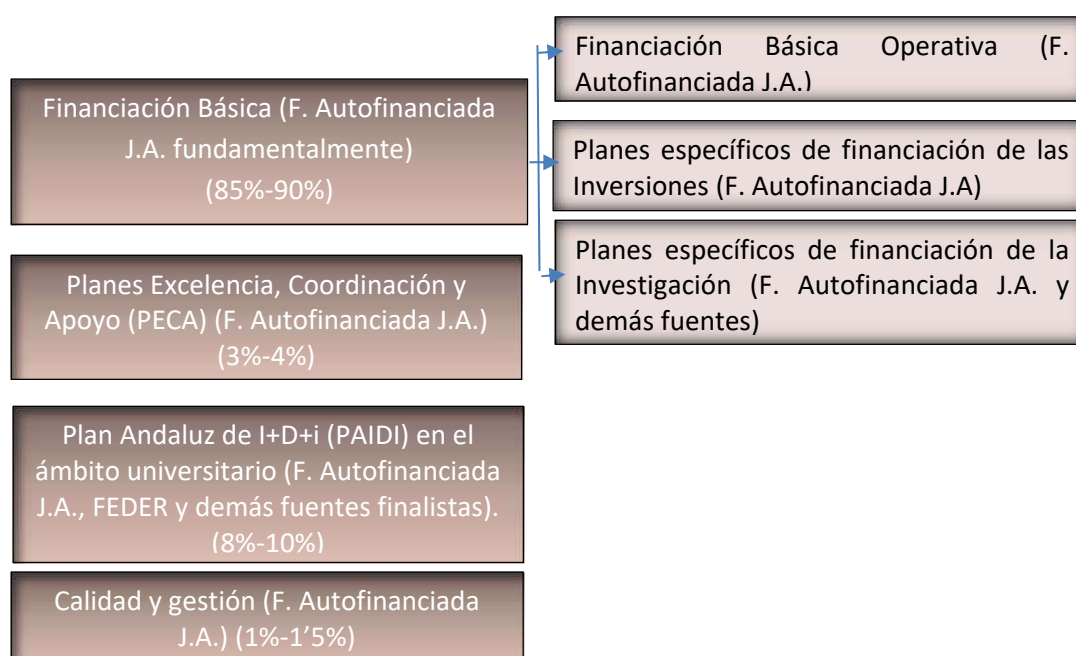 Financiación Básica (F. Autofinanciada
J.A. fundamentalmente)
(85%-90%)
Financiación Básica Operativa (F.
Autofinanciada J.A.)
Planes específicos de financiación de las
Inversiones (F. Autofinanciada J.A)
Planes específicos de financiación de la
Investigación (F. Autofinanciada J.A. y
demás fuentes)
Planes Excelencia, Coordinación y
Apoyo (PECA) (F. Autofinanciada J.A.)
(3%-4%)
Plan Andaluz de I+D+i (PAIDI) en el
ámbito universitario (F. Autofinanciada
J.A., FEDER y demás fuentes finalistas).
(8%-10%)
Calidad y gestión (F. Autofinanciada
J.A.) (1%-1’5%)